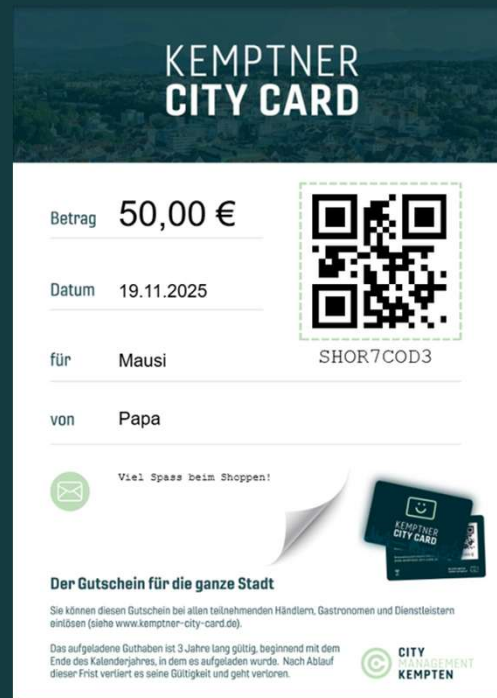 KEMPTNER
CITY CARD
Betrag 50,00 €
Datum 19.11.2025
SHOR7COD3
für Mausi
von Papa
Viel Spass beim Shoppen!
KEMPTNER
CITY CARD
Der Gutschein für die ganze Stadt
Sie können diesen Gutschein bei allen teilnehmenden Händlern, Gastronomen und Dienstleistern
einlösen (siehe www.kemptner-city-card.de).
Das aufgeladene Guthaben ist 3 Jahre lang gültig, beginnend mit dem
Ende des Kalenderjahres, in dem es aufgeladen wurde. Nach Ablauf
dieser Frist verliert es seine Gültigkeit und geht verloren.
CITY
MANAGEMENT
KEMPTEN